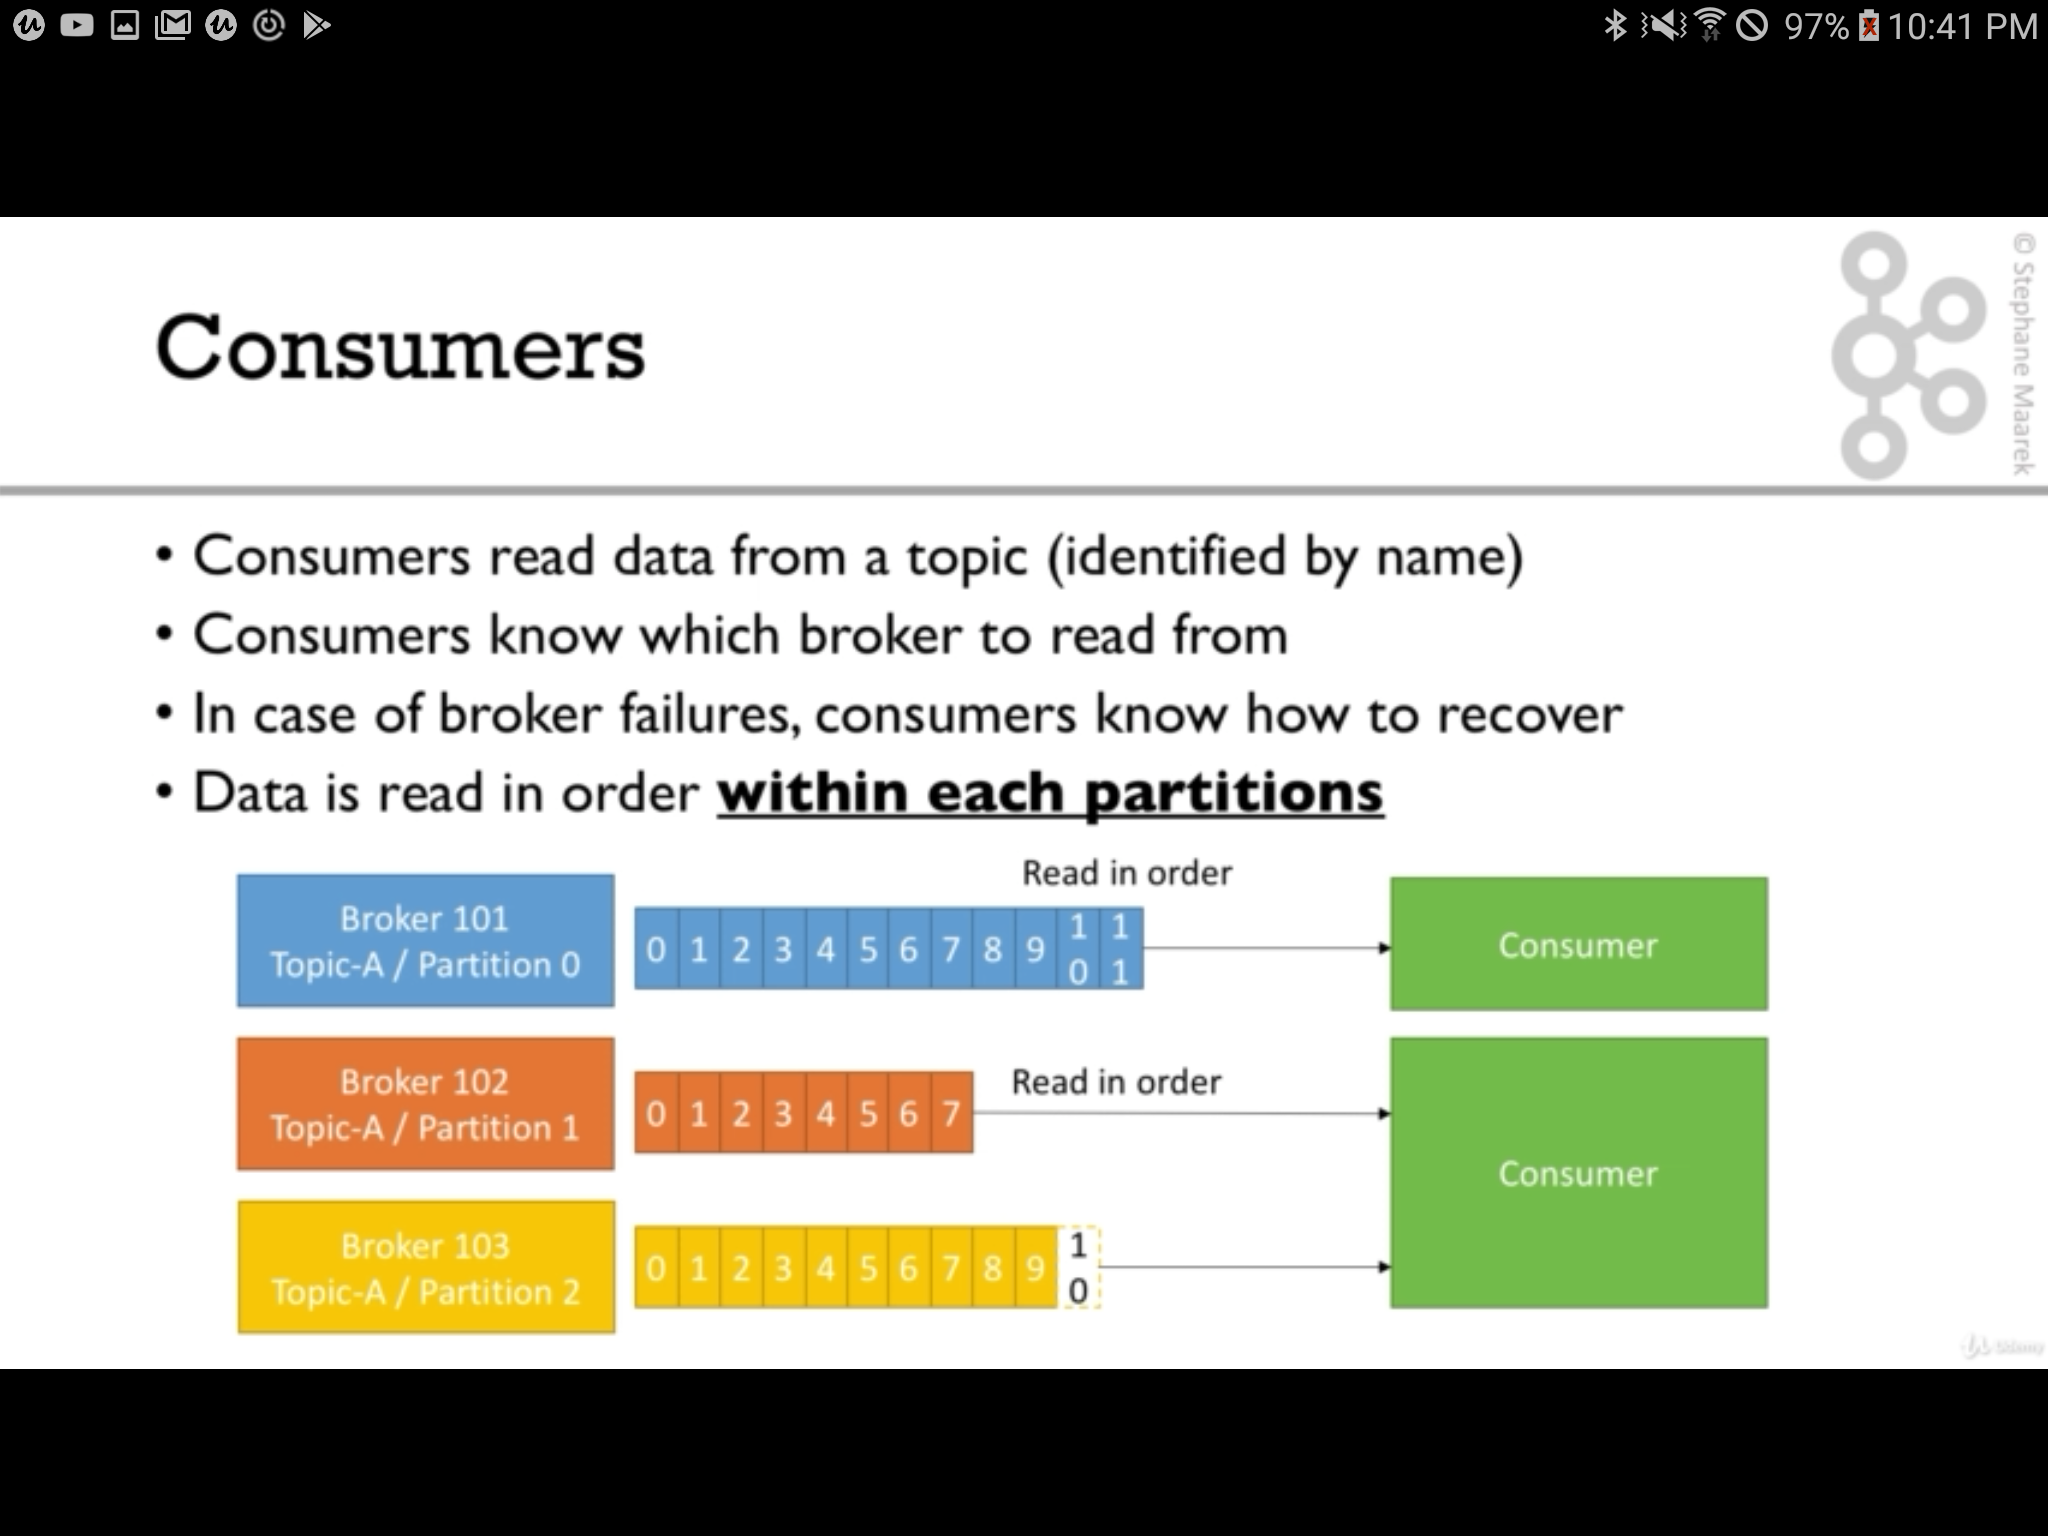 97% 10:41 PM
© Stephane Maarek
Consumers
• Consumers read data from a topic (identified by name)
• Consumers know which broker to read from
• In case of broker failures, consumers know how to recover
• Data is read in order within each partitions
Read in order
Broker 101
Topic-A / Partition 0
0 1 2 3 4 5 6 7 8 9 10 11
Consumer
Broker 102
Topic-A / Partition 1
0 1 2 3 4 5 6 7
Read in order
Consumer
Broker 103
Topic-A / Partition 2
0 1 2 3 4 5 6 7 8 9 10
Udemy